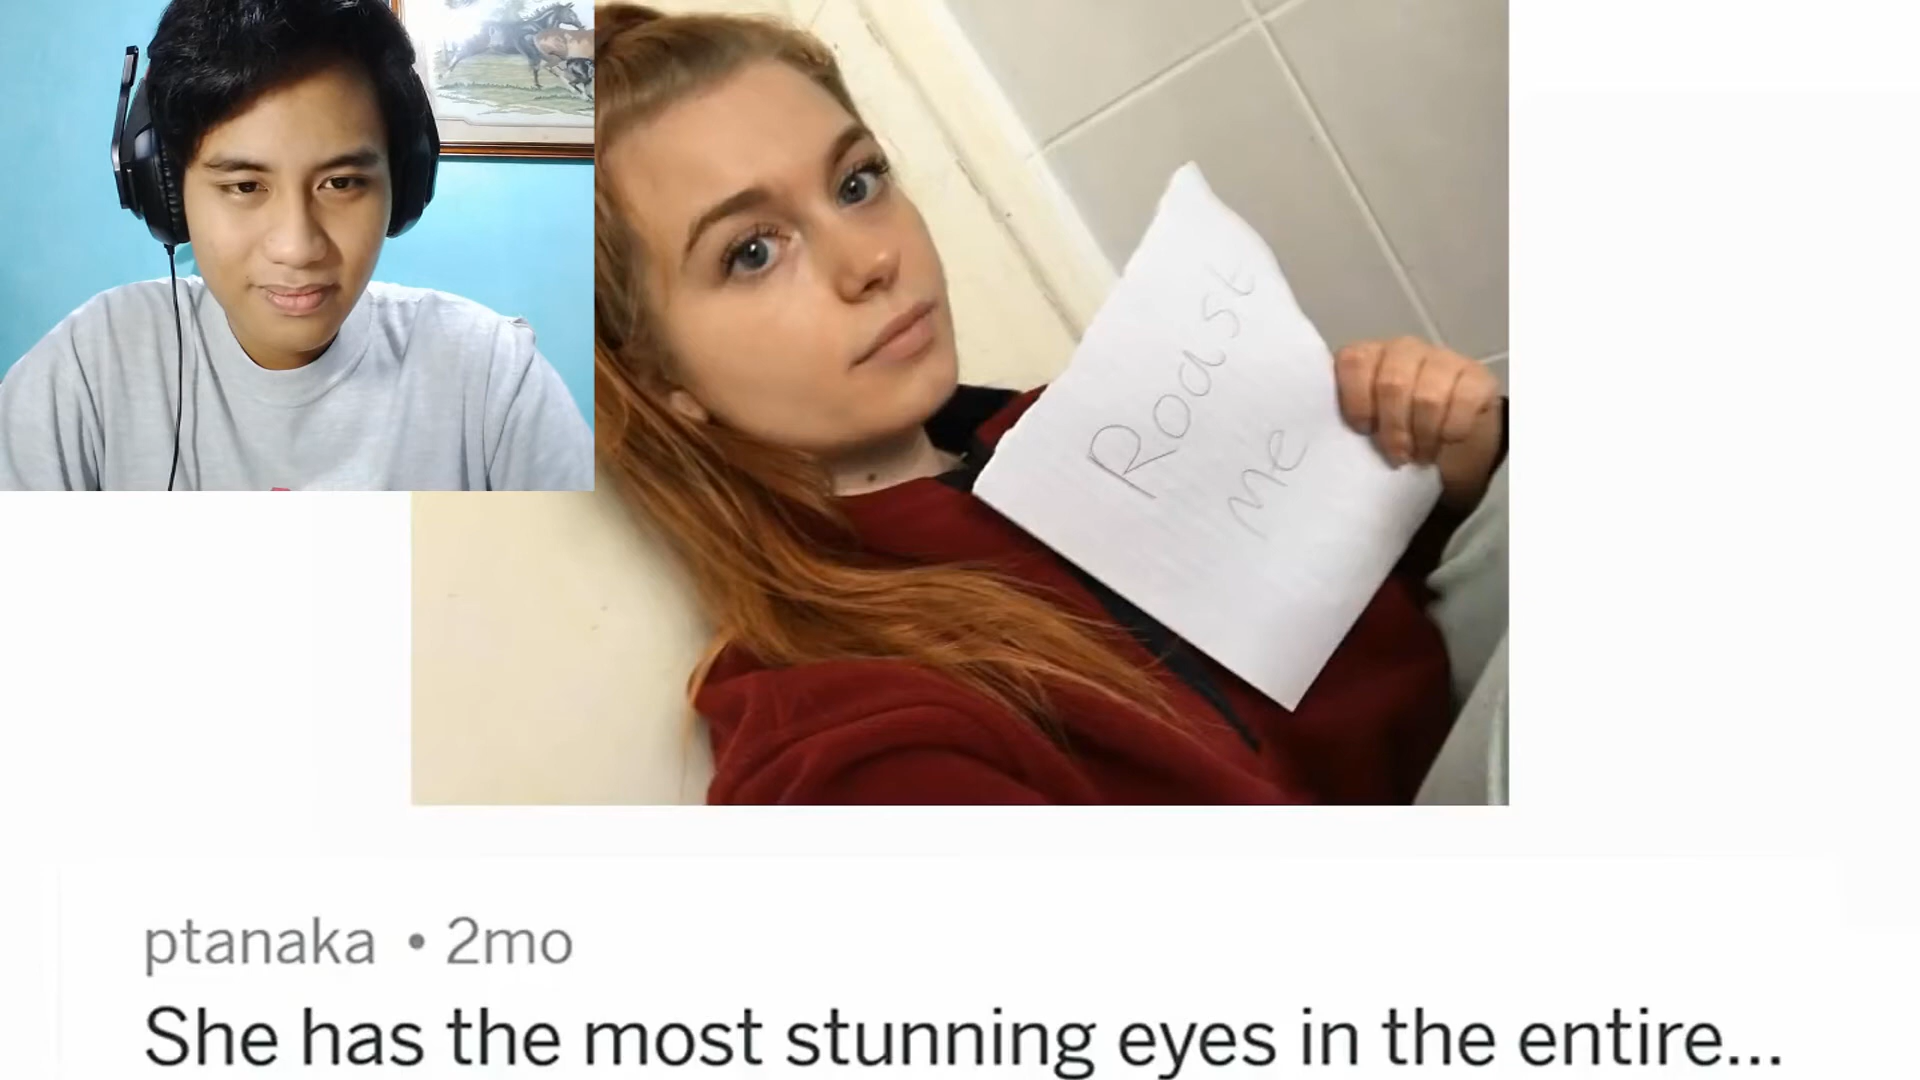 Roast
me
ptanaka • 2mo
She has the most stunning eyes in the entire...